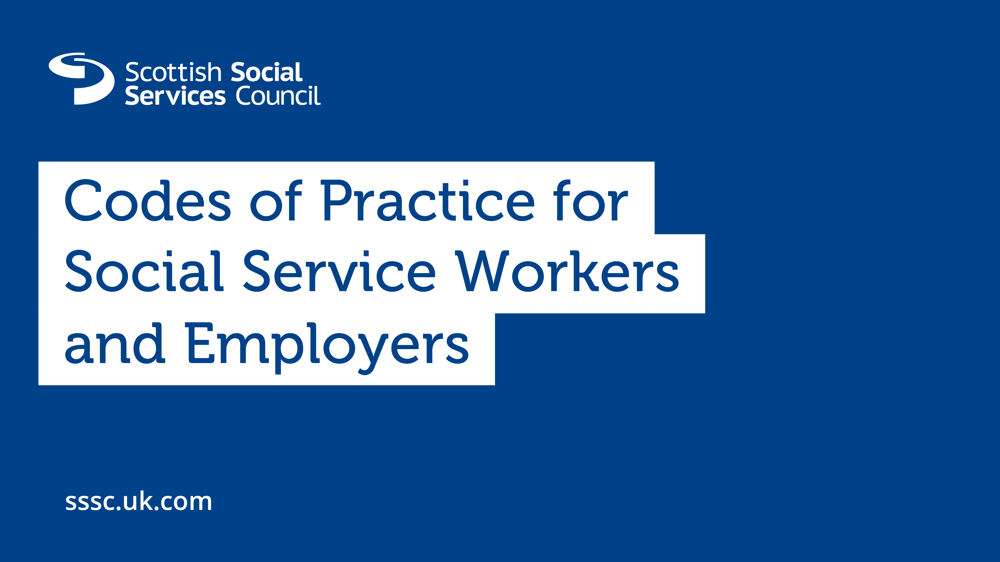 Scottish Social
Services Council
Codes of Practice for
Social Service Workers
and Employers
sssc.uk.com